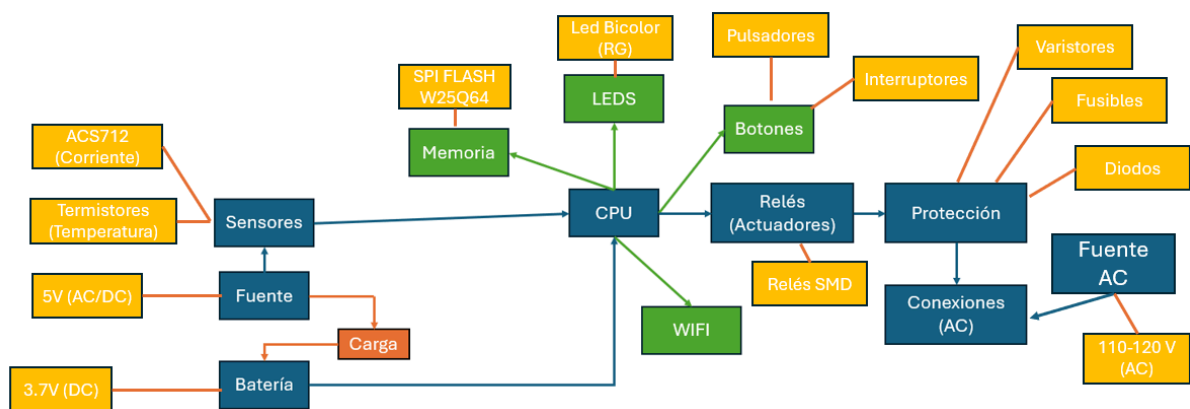 Led Bicolor
(RG)
Pulsadores
Varistores
SPI FLASH
W25Q64
LEDS
Interruptores
Fusibles
ACS712
(Corriente)
Memoria
Botones
Diodos
Termistores
(Temperatura)
Sensores
CPU
Relés
(Actuadores)
Protección
5V (AC/DC)
Fuente
Relés SMD
Fuente
AC
Carga
WIFI
Conexiones
(AC)
3.7V (DC)
Batería
110-120 V
(AC)